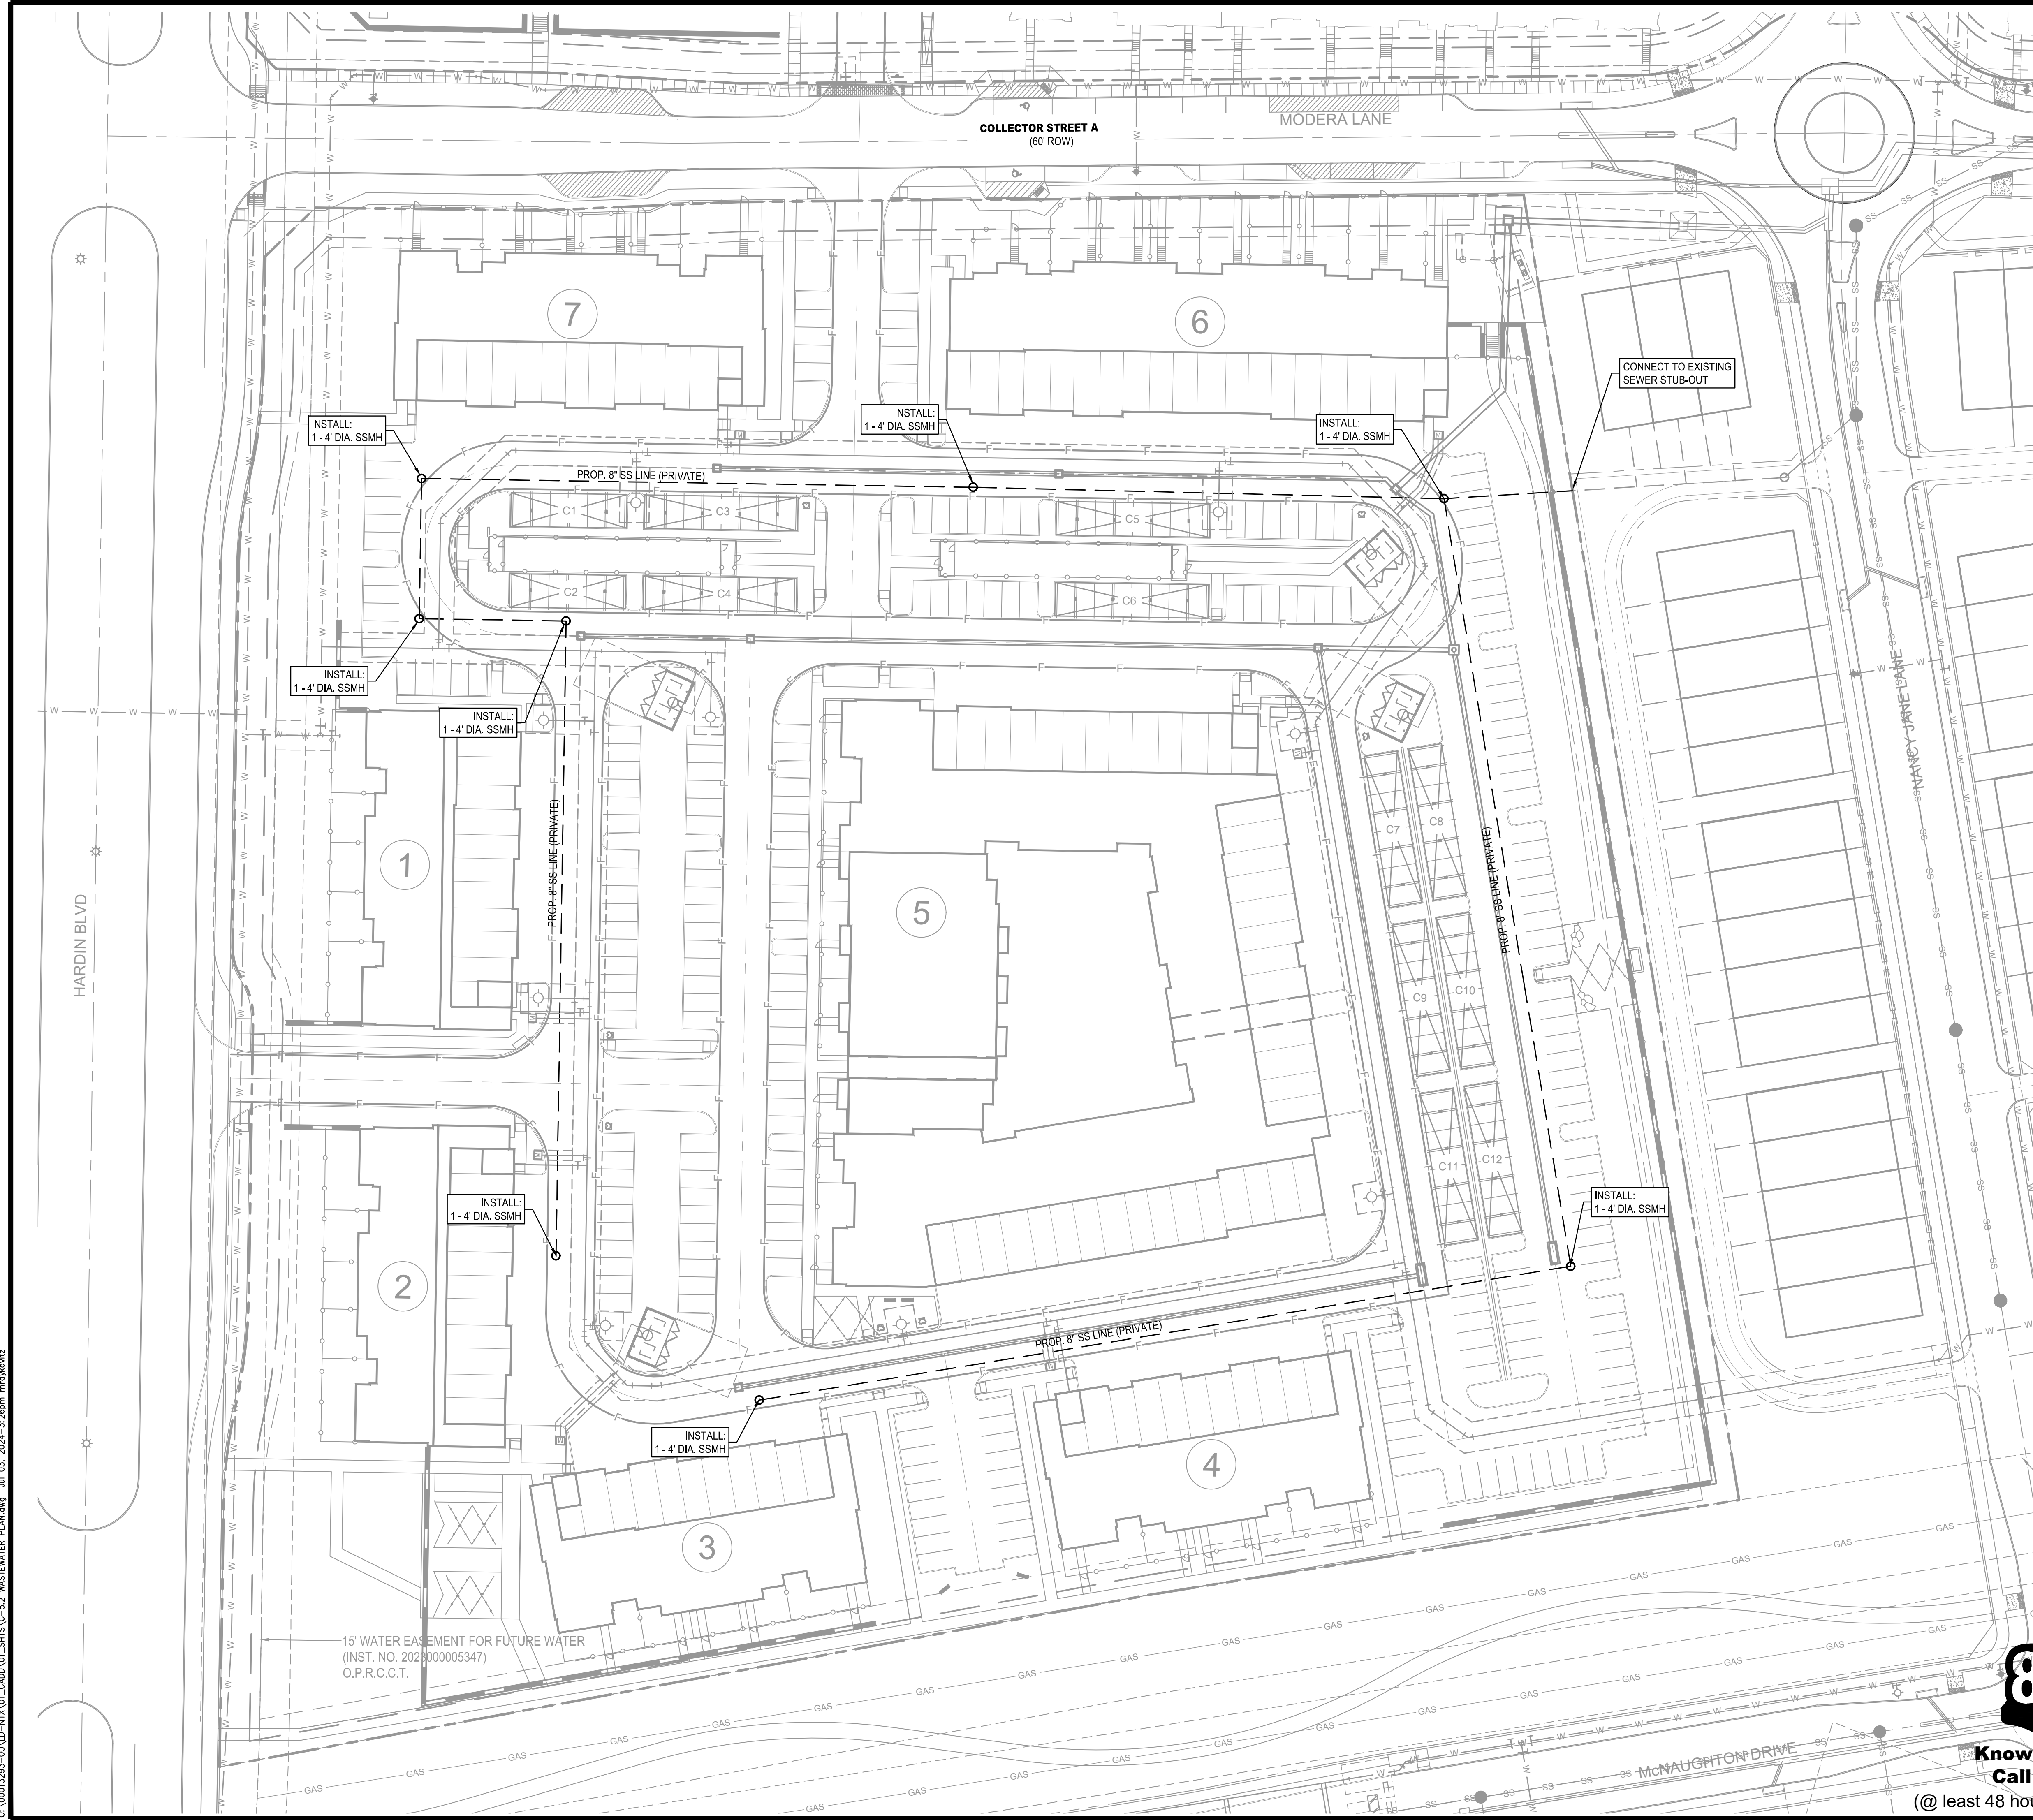 COLLECTOR STREET A
(60' ROW)
MODERA LANE
7
6
CONNECT TO EXISTING
SEWER STUB-OUT
INSTALL:
1 - 4' DIA. SSMH
INSTALL:
1 - 4' DIA. SSMH
INSTALL:
1 - 4' DIA. SSMH
PROP. 8" SS LINE (PRIVATE)
C1
C3
C5
C2
C4
C6
INSTALL:
1 - 4' DIA. SSMH
INSTALL:
1 - 4' DIA. SSMH
NANCY JANE LANE
HARDIN BLVD
1
PROP. 8" SS LINE (PRIVATE)
5
C7
C8
PROP. 8" SS LINE (PRIVATE)
C9
C10
C11
C12
INSTALL:
1 - 4' DIA. SSMH
INSTALL:
1 - 4' DIA. SSMH
2
PROP. 8" SS LINE (PRIVATE)
INSTALL:
1 - 4' DIA. SSMH
4
3
15' WATER EASEMENT FOR FUTURE WATER
(INST. NO. 2023000005347)
O.P.R.C.C.T.
GAS
McNAUGHTON DRIVE
8
Know
Call
(@ least 48 hou